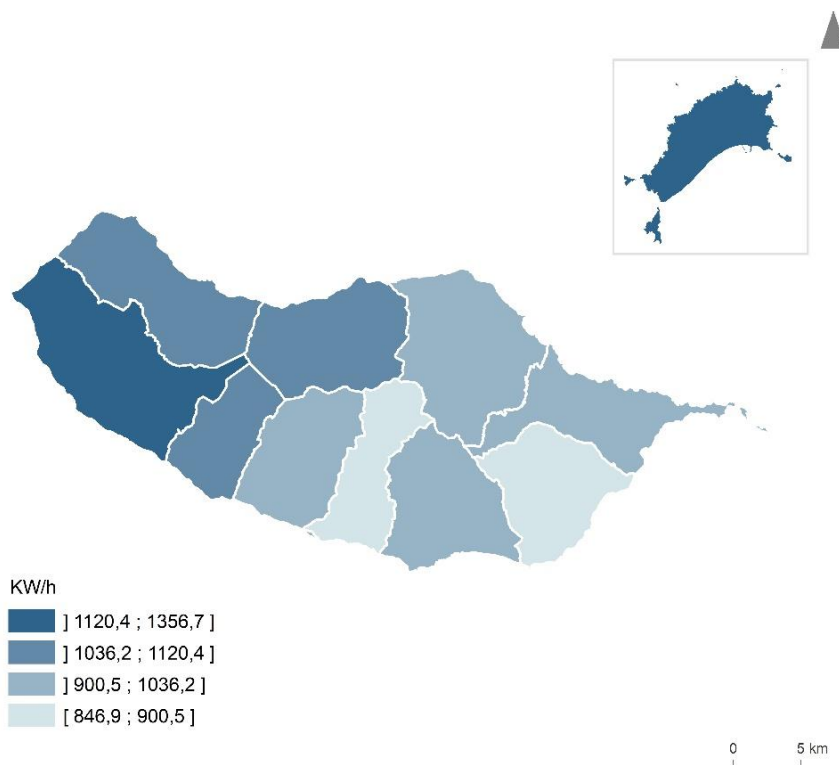 KW/h
] 1120,4 ; 1356,7 ]
] 1036,2 ; 1120,4 ]
] 900,5 ; 1036,2 ]
[ 846,9 ; 900,5 ]
0 5 km